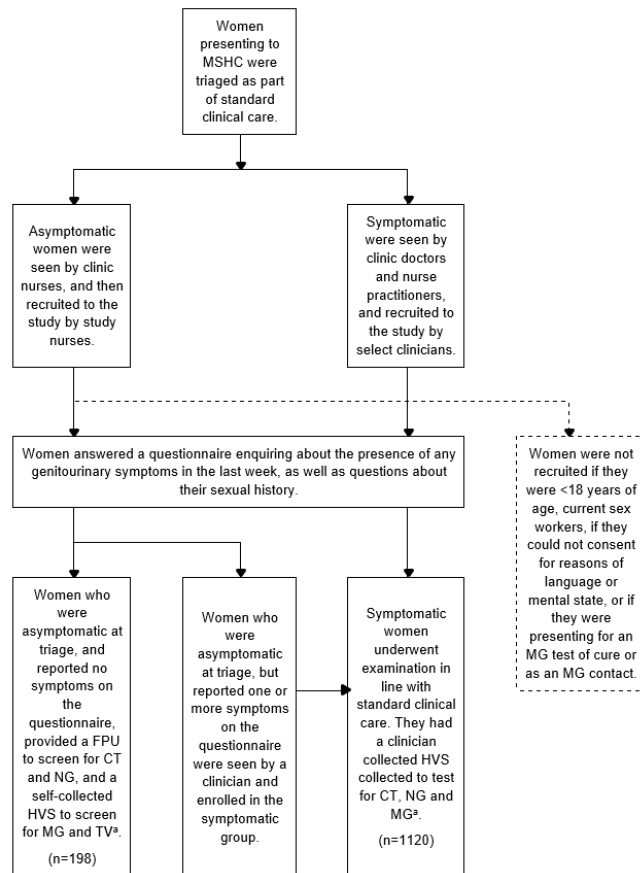 Women
presenting to
MSHC were
triaged as part
of standard
clinical care.
Asymptomatic
women were
seen by clinic
nurses, and then
recruited to the
study by study
nurses.
Symptomatic
were seen by
clinic doctors
and nurse
practitioners,
and recruited to
the study by
select clinicians.
Women answered a questionnaire enquiring about the presence of any
genitourinary symptoms in the last week, as well as questions about
their sexual history.
Women were not
recruited if they
were <18 years of
age, current sex
workers, if they
could not consent
for reasons of
language or
mental state, or if
they were
presenting for an
MG test of cure or
as an MG contact.
Women who
were
asymptomatic at
triage, and
reported no
symptoms on
the
questionnaire,
provided a FPU
to screen for CT
and NG, and a
self-collected
HVS to screen
for MG and TVª.
(n=198)
Women who
were
asymptomatic
at triage, but
reported one or
more symptoms
on the
questionnaire
were seen by a
clinician and
enrolled in the
symptomatic
group.
Symptomatic
women
underwent
examination in
line with
standard clinical
care. They had
a clinician
collected HVS
collected to test
for CT, NG and
MGª.
(n=1120)